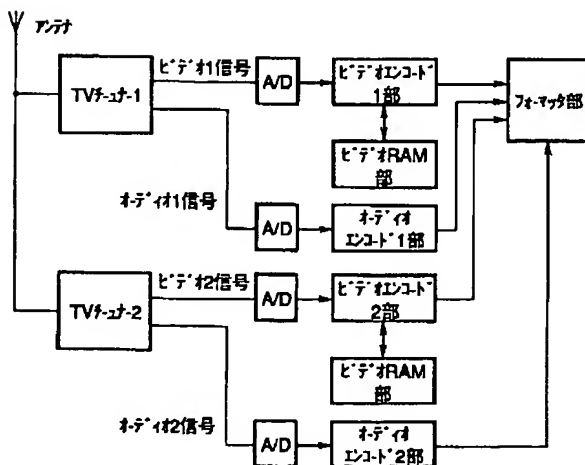 アンテナ
ビデオ1信号
A/D
ビデオエンコード
1部
TVチューナー1
フォーマッタ部
ビデオRAM
部
オーディオ1信号
A/D
オーディオ
エンコード1部
ビデオ2信号
A/D
ビデオエンコード
2部
TVチューナー2
ビデオRAM
部
オーディオ2信号
A/D
オーディオ
エンコード2部